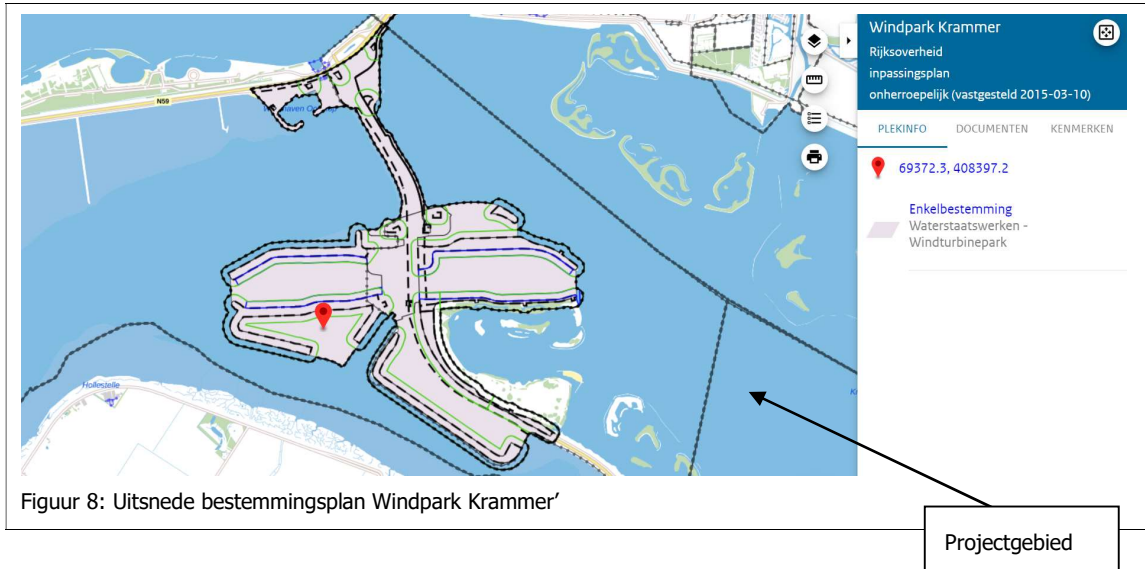 N59
Hollestelle
Windpark Krammer
Rijksoverheid
inpassingsplan
onherroepelijk (vastgesteld 2015-03-10)
PLEKINFO DOCUMENTEN KENMERKEN
69372.3, 408397.2
Enkelbestemming
Waterstaatswerken -
Windturbinepark
Figuur 8: Uitsnede bestemmingsplan Windpark Krammer’
Projectgebied